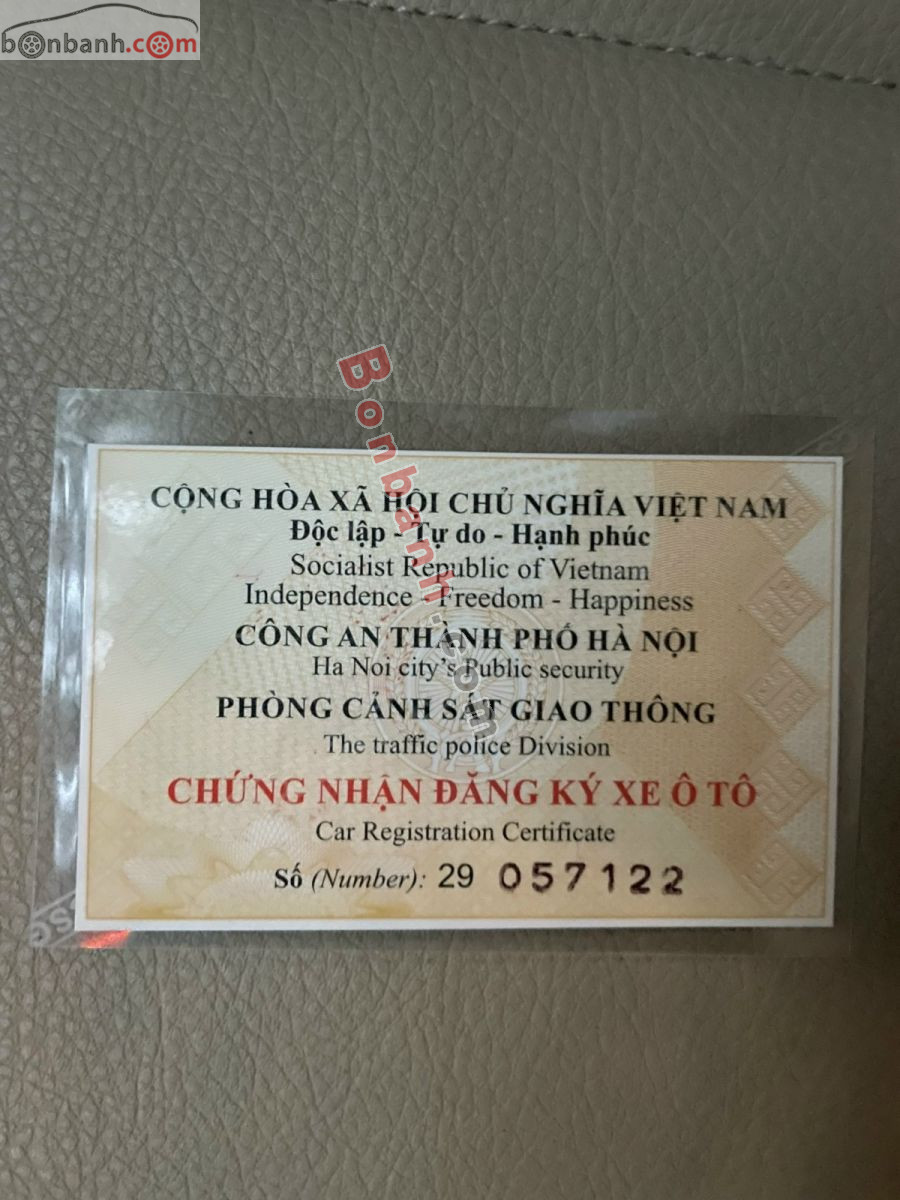 bonbanh.com
Bonbanh.com
CỘNG HÒA XÃ HỘI CHỦ NGHĨA VIỆT NAM
Độc lập - Tự do - Hạnh phúc
Socialist Republic of Vietnam
Independence - Freedom - Happiness
CÔNG AN THÀNH PHỐ HÀ NỘI
Ha Noi city's Public security
PHÒNG CẢNH SÁT GIAO THÔNG
The traffic police Division
CHỨNG NHẬN ĐĂNG KÝ XE Ô TÔ
Car Registration Certificate
Số (Number): 29 057122